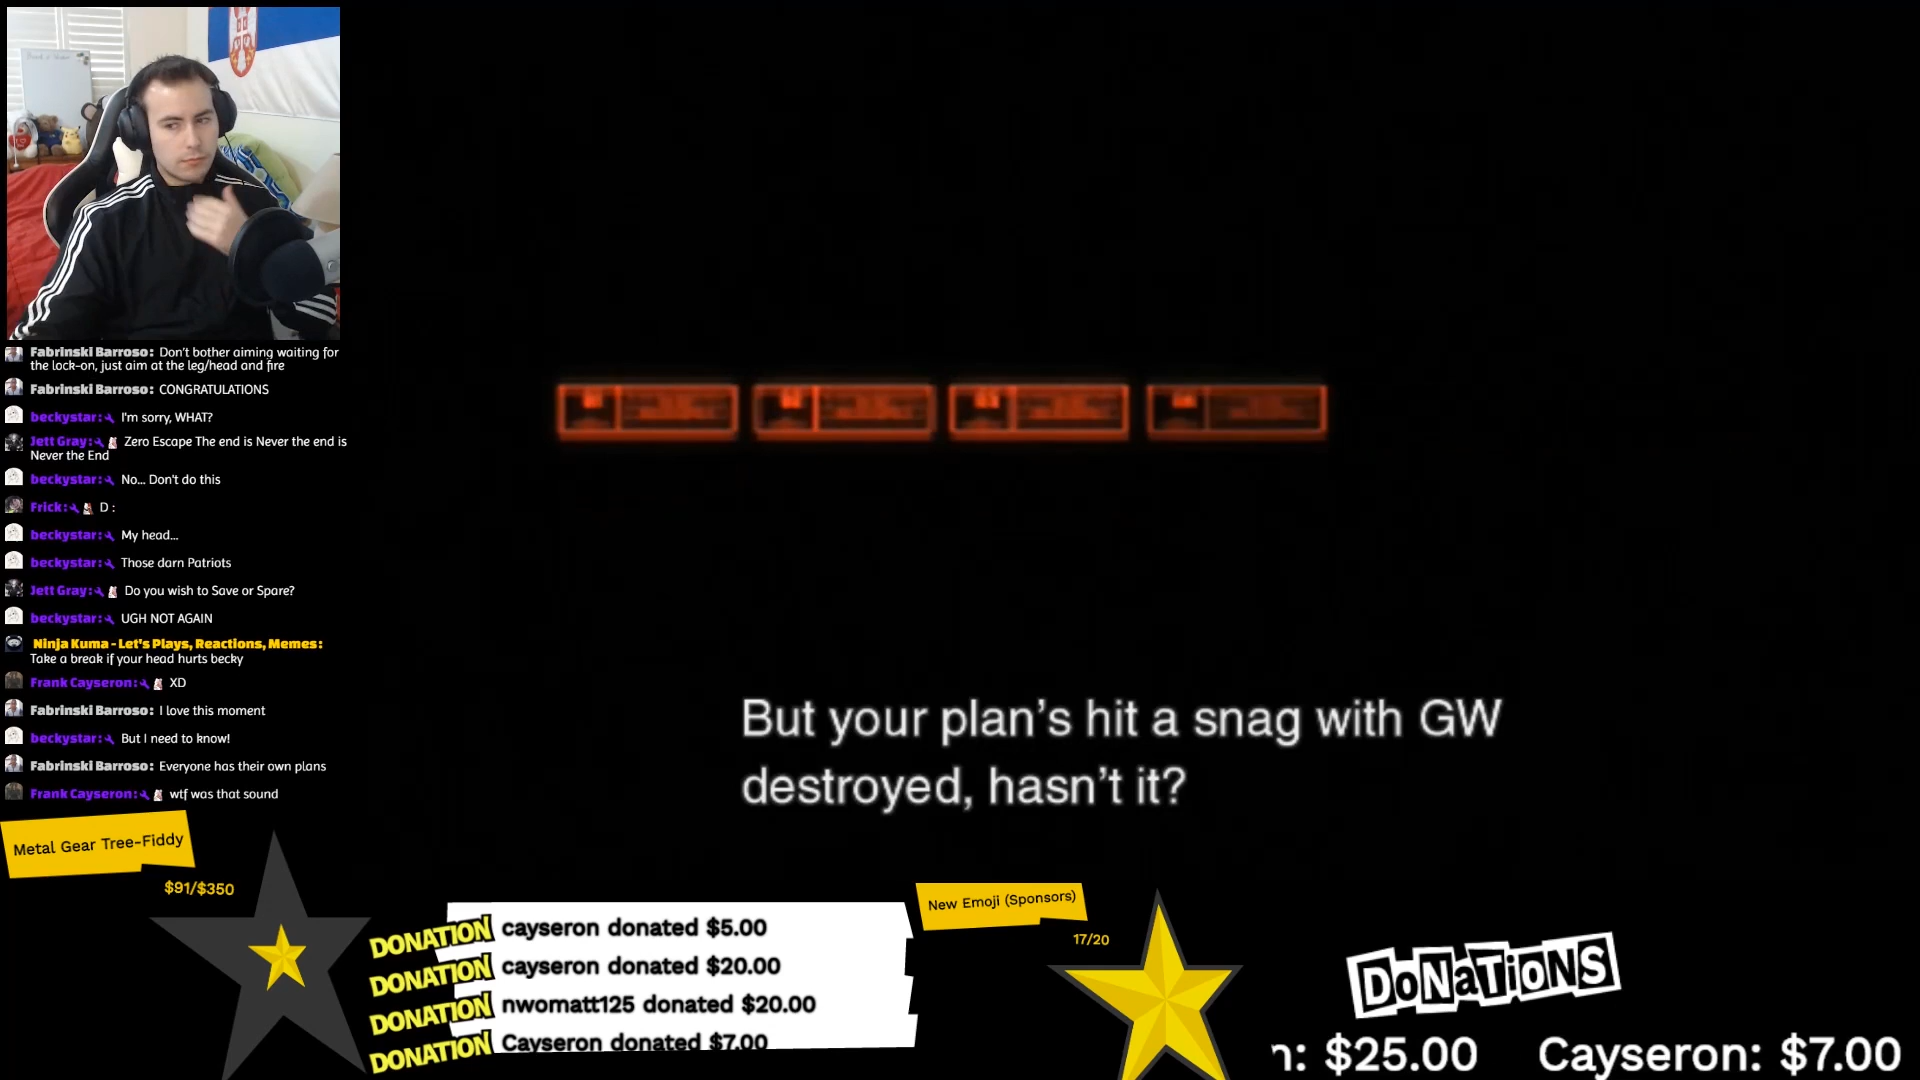 Fabrinski Barroso: Don't bother aiming waiting for
the lock-on, just aim at the leg/head and fire
Fabrinski Barroso: CONGRATULATIONS
beckystar: I'm sorry, WHAT?
Jett Gray: Zero Escape The end is Never the end is
Never the End
beckystar: No... Don't do this
Frick: D :
beckystar: My head...
beckystar: Those darn Patriots
Jett Gray: Do you wish to Save or Spare?
beckystar: UGH NOT AGAIN
Ninja Kuma - Let's Plays, Reactions, Memes:
Take a break if your head hurts becky
Frank Cayseron: XD
Fabrinski Barroso: I love this moment
beckystar: But I need to know!
Fabrinski Barroso: Everyone has their own plans
Frank Cayseron: wtf was that sound
But your plan's hit a snag with GW
destroyed, hasn't it?
Metal Gear Tree-Fiddy
$91/$350
DONATION cayseron donated $5.00
DONATION cayseron donated $20.00
DONATION nwomatt125 donated $20.00
DONATION Cayseron donated $7.00
New Emoji (Sponsors)
17/20
DoNaTioNS
n: $25.00 Cayseron: $7.00